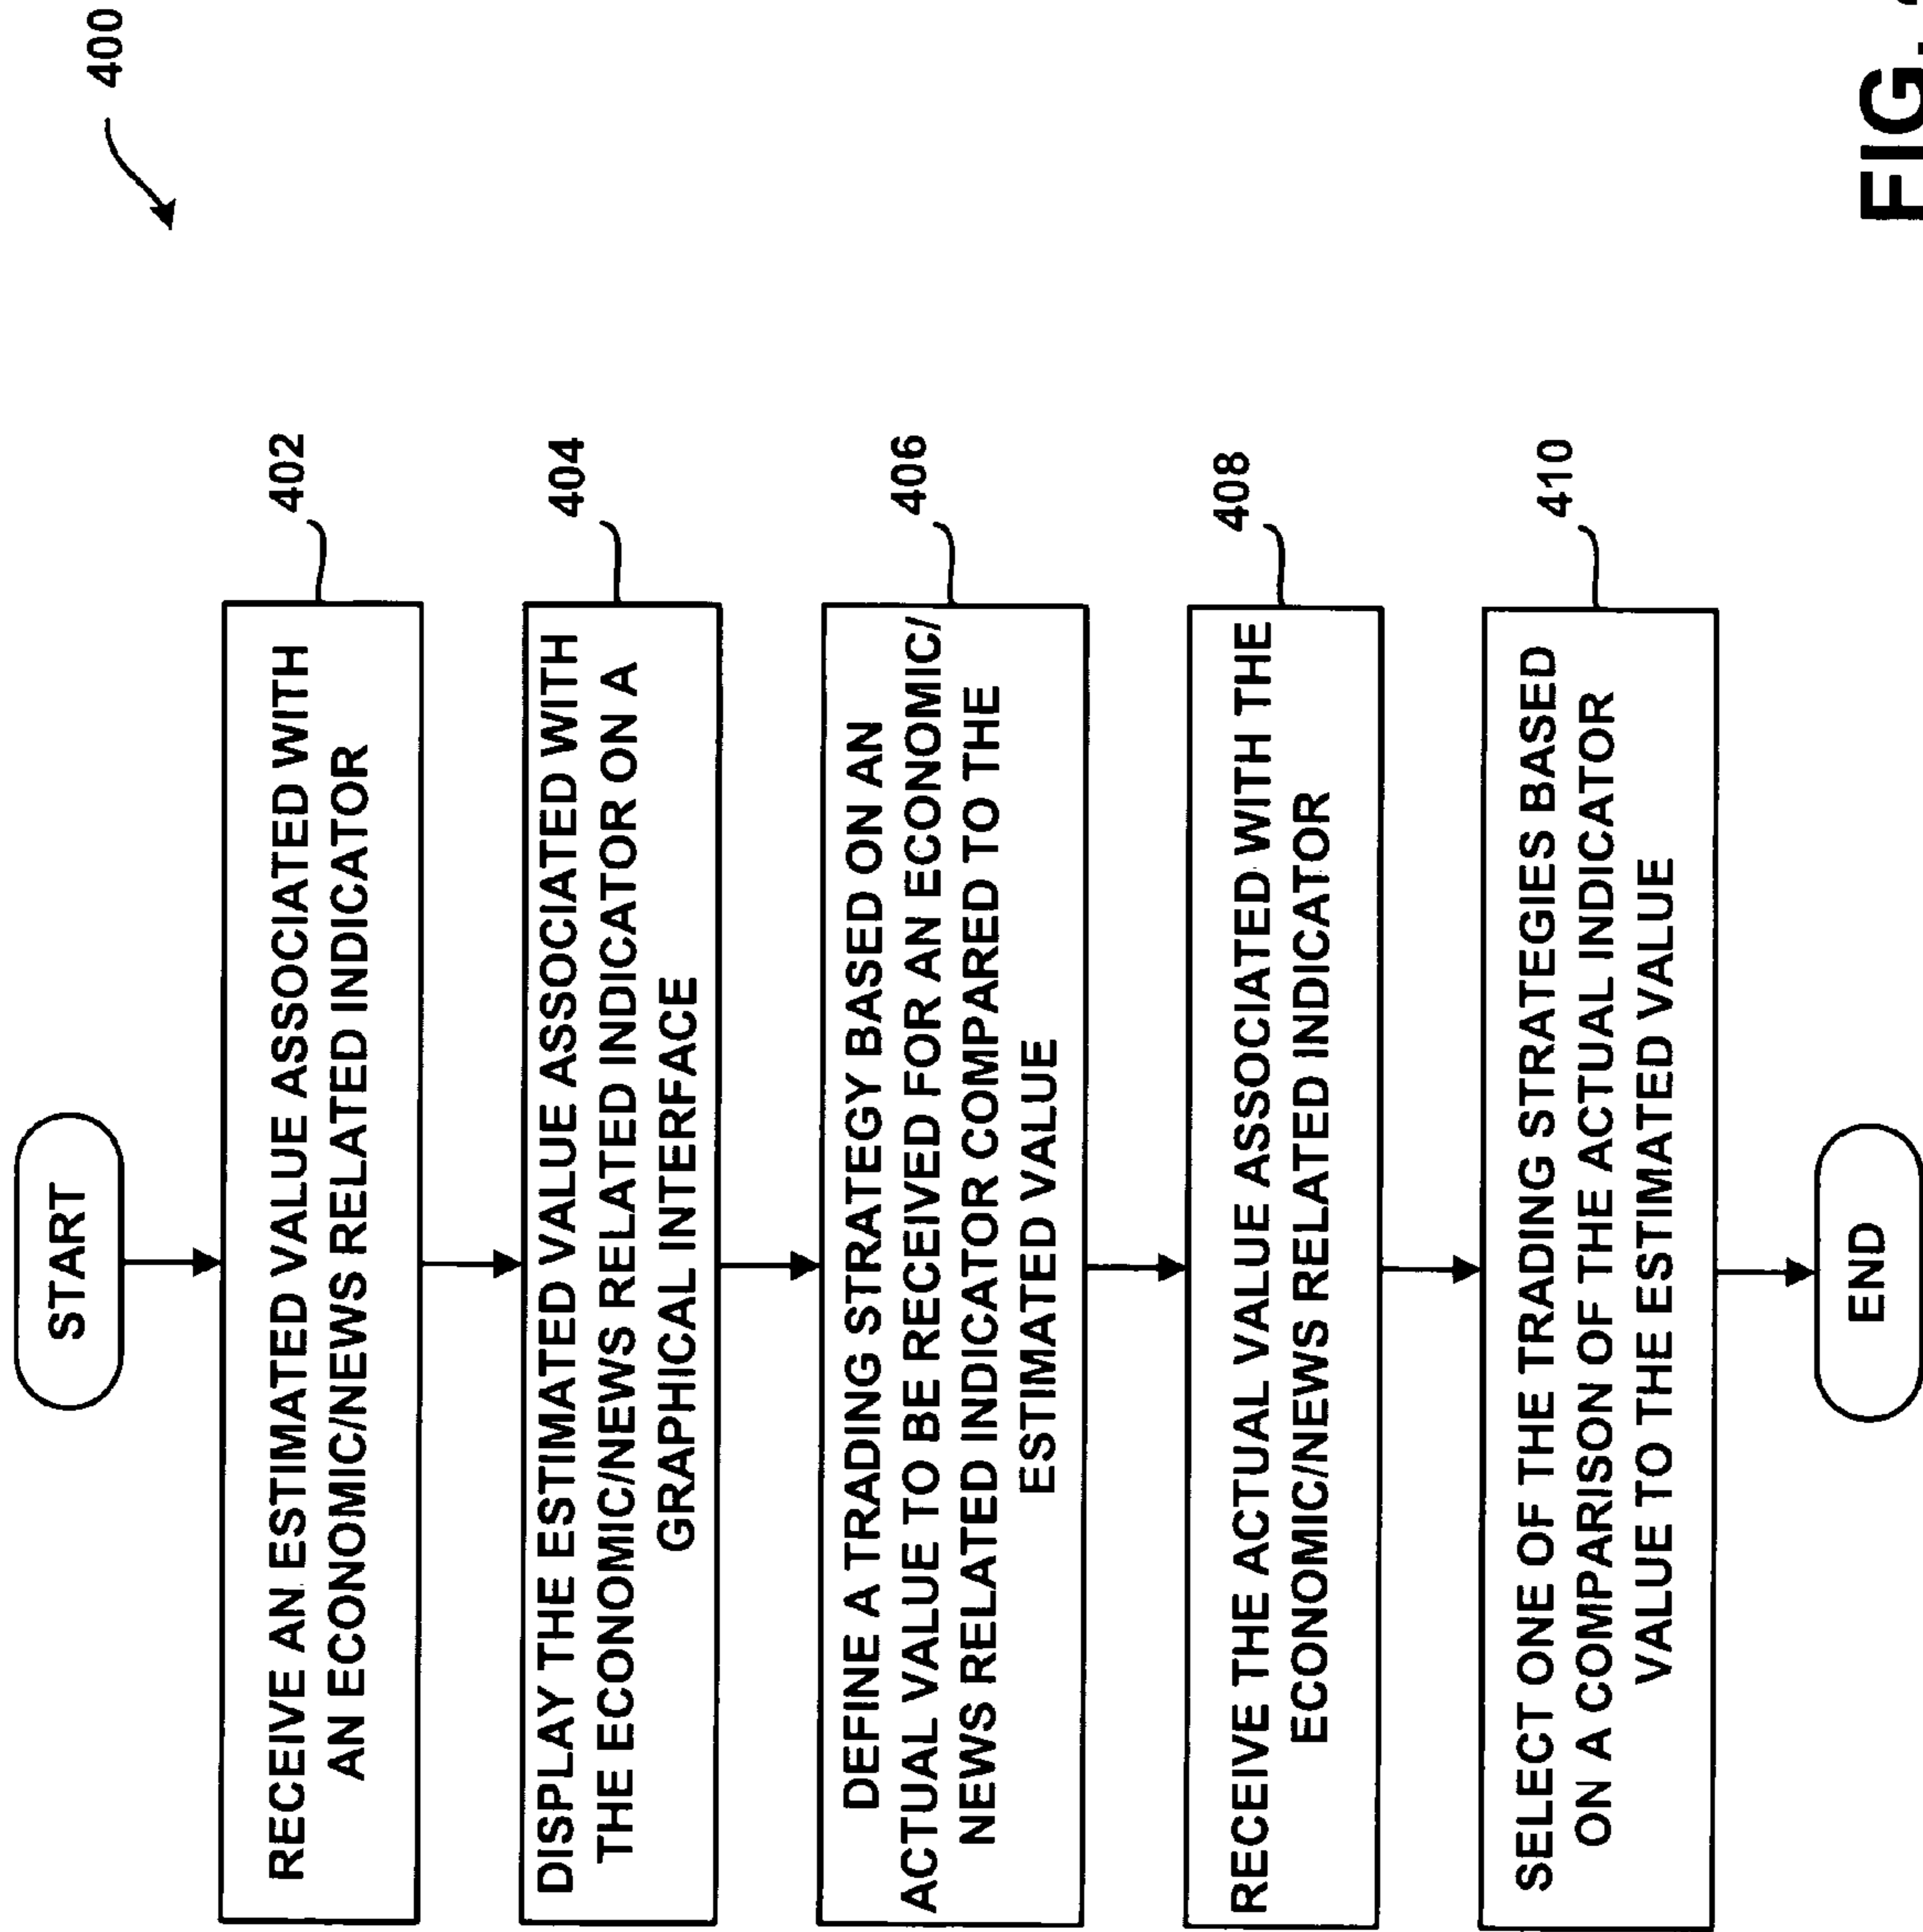 400
START
RECEIVE AN ESTIMATED VALUE ASSOCIATED WITH
AN ECONOMIC/NEWS RELATED INDICATOR
402
DISPLAY THE ESTIMATED VALUE ASSOCIATED WITH
THE ECONOMIC/NEWS RELATED INDICATOR ON A
GRAPHICAL INTERFACE
404
DEFINE A TRADING STRATEGY BASED ON AN
ACTUAL VALUE TO BE RECEIVED FOR AN ECONOMIC/
NEWS RELATED INDICATOR COMPARED TO THE
ESTIMATED VALUE
406
RECEIVE THE ACTUAL VALUE ASSOCIATED WITH THE
ECONOMIC/NEWS RELATED INDICATOR
408
SELECT ONE OF THE TRADING STRATEGIES BASED
ON A COMPARISON OF THE ACTUAL INDICATOR
VALUE TO THE ESTIMATED VALUE
410
END
FIG.